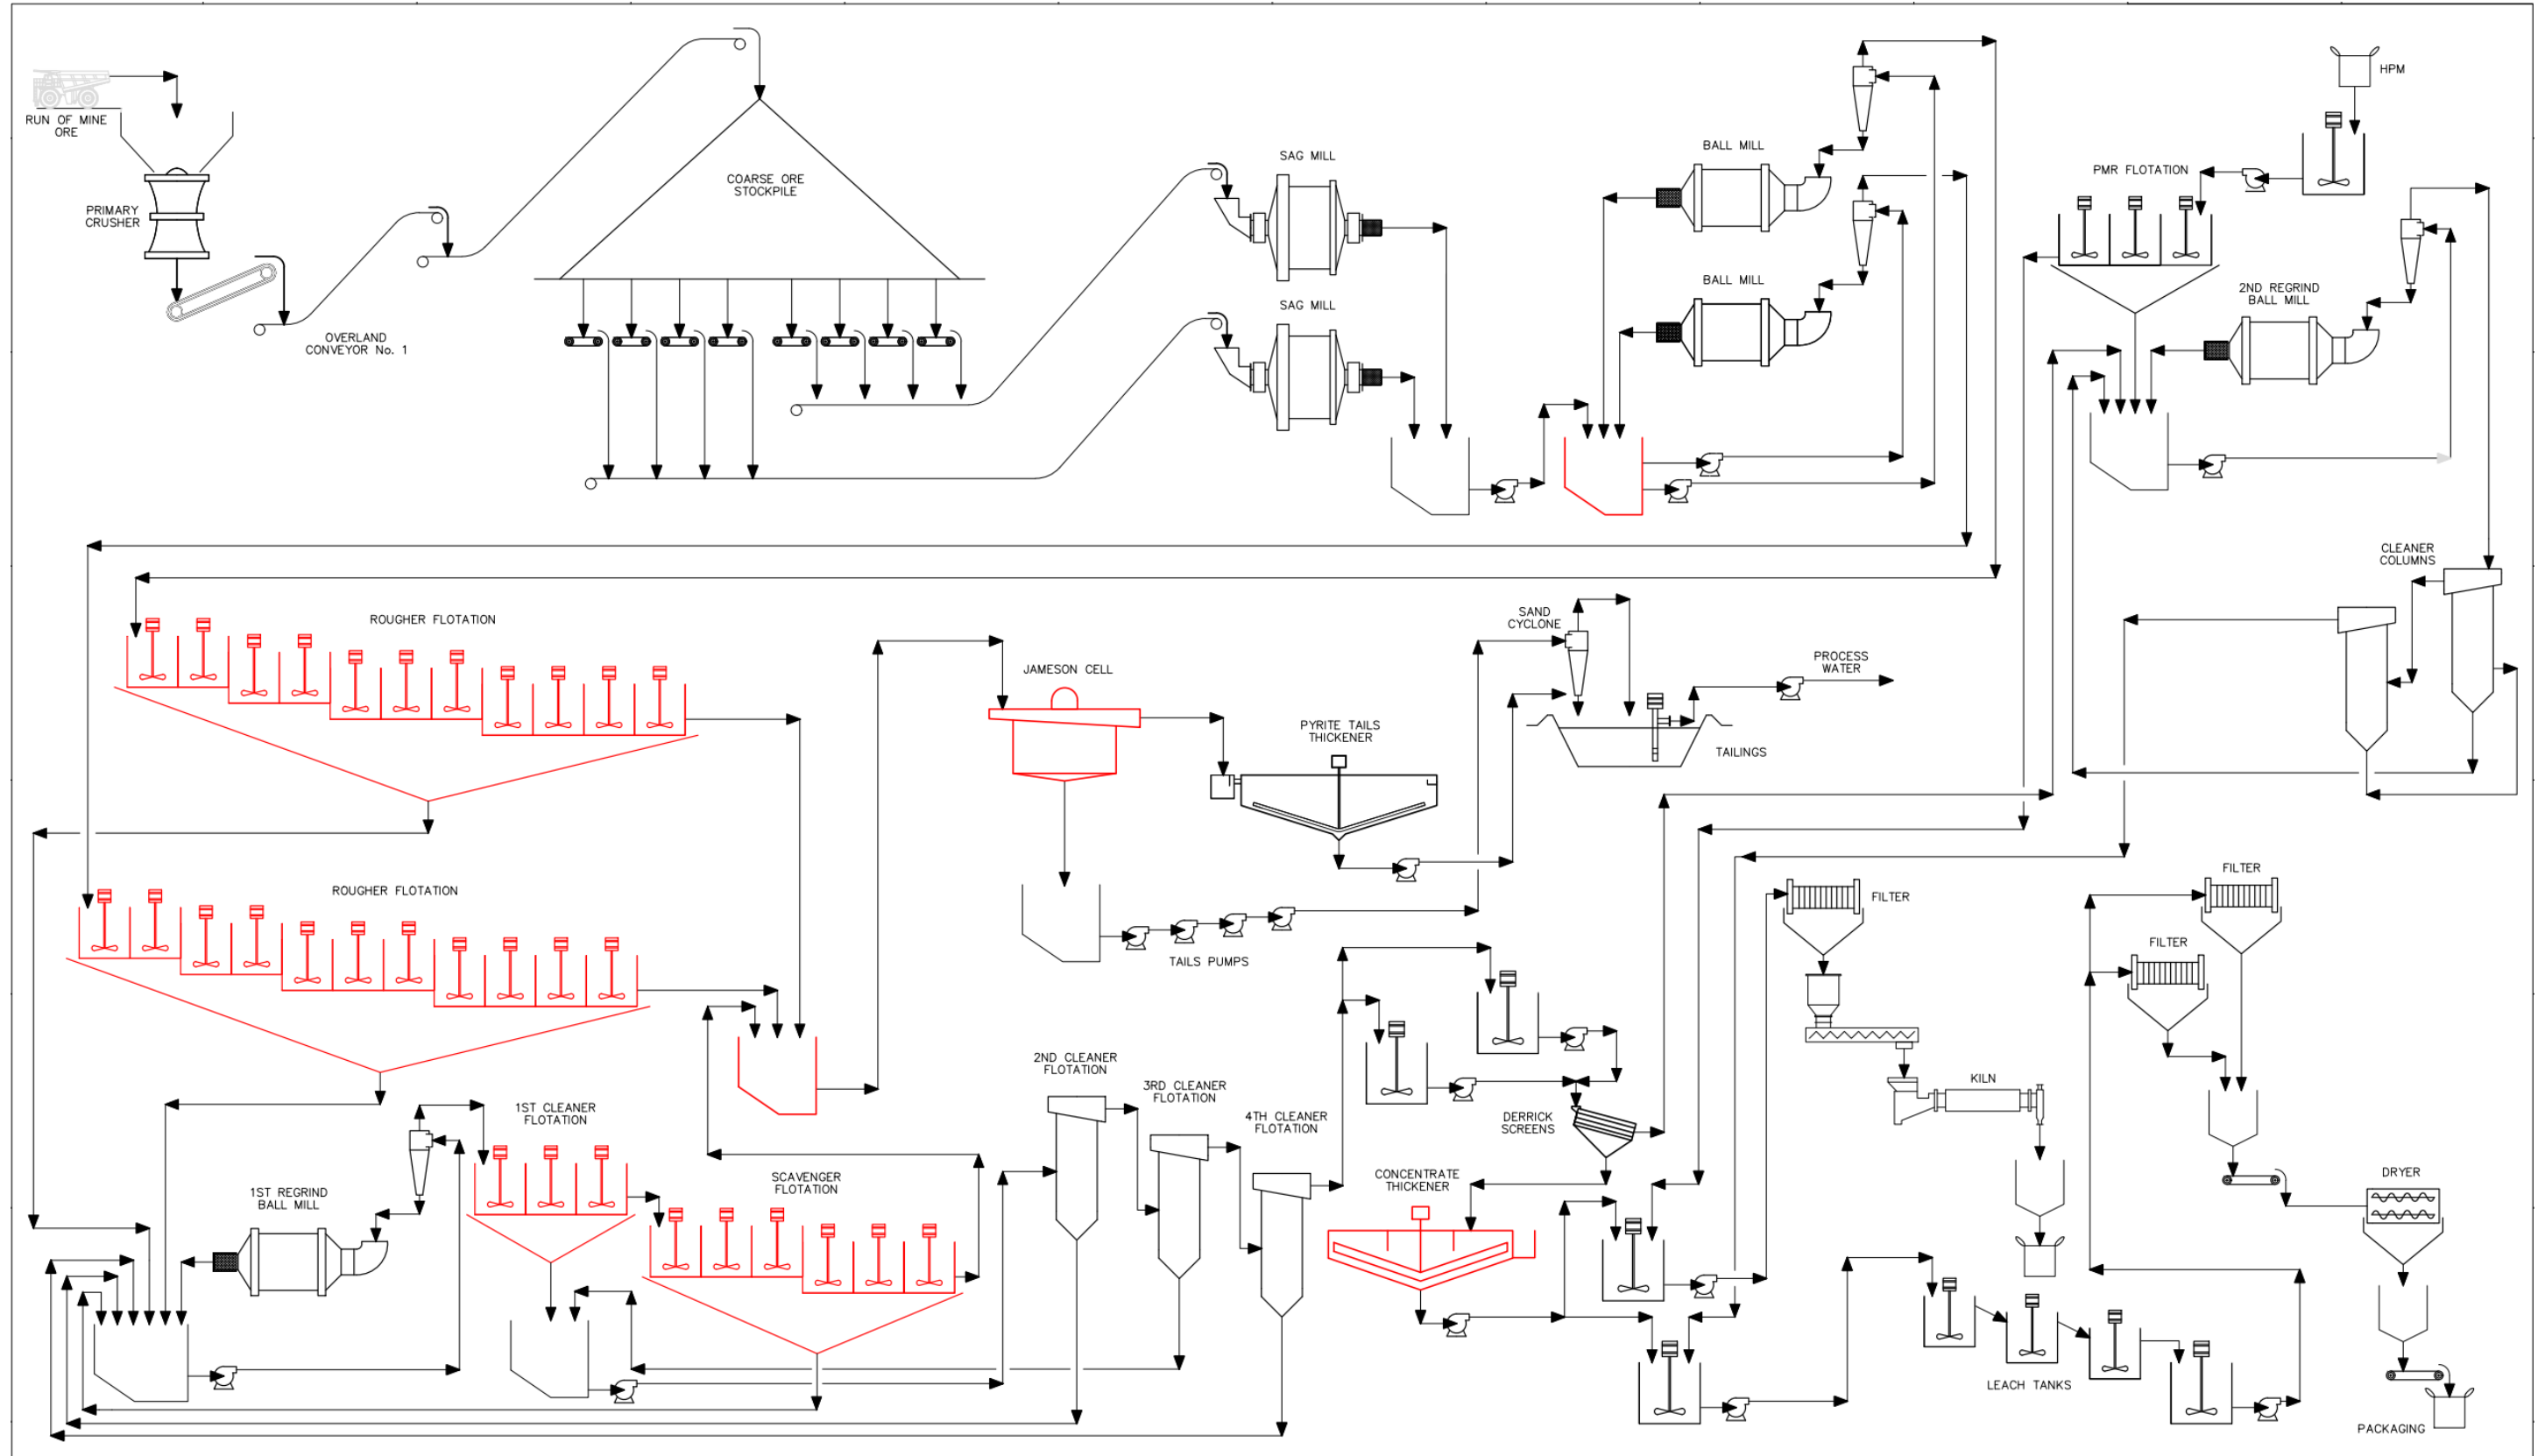 RUN OF MINE
ORE
PRIMARY
CRUSHER
OVERLAND
CONVEYOR No. 1
COARSE ORE
STOCKPILE
SAG MILL
SAG MILL
BALL MILL
BALL MILL
HPM
PMR FLOTATION
2ND REGRIND
BALL MILL
CLEANER
COLUMNS
ROUGHER FLOTATION
JAMESON CELL
SAND
CYCLONE
PROCESS
WATER
PYRITE TAILS
THICKENER
TAILINGS
ROUGHER FLOTATION
TAILS PUMPS
FILTER
FILTER
FILTER
2ND CLEANER
FLOTATION
3RD CLEANER
FLOTATION
4TH CLEANER
FLOTATION
1ST CLEANER
FLOTATION
DERRICK
SCREENS
KILN
1ST REGRIND
BALL MILL
SCAVENGER
FLOTATION
CONCENTRATE
THICKENER
DRYER
LEACH TANKS
PACKAGING